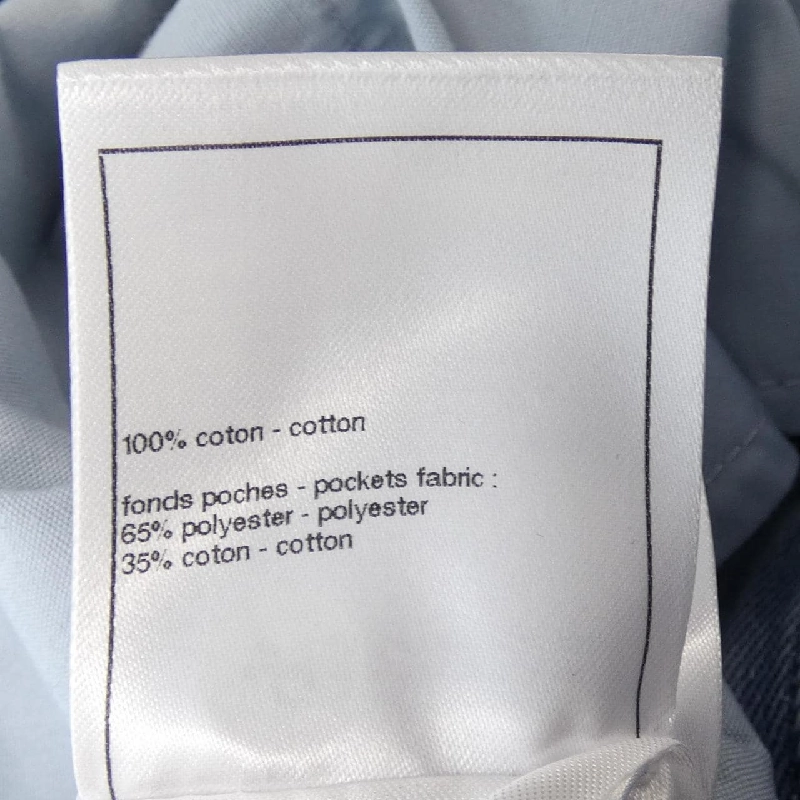 100% coton - cotton
fonds poches - pockets fabric :
65% polyester - polyester
35% coton - cotton